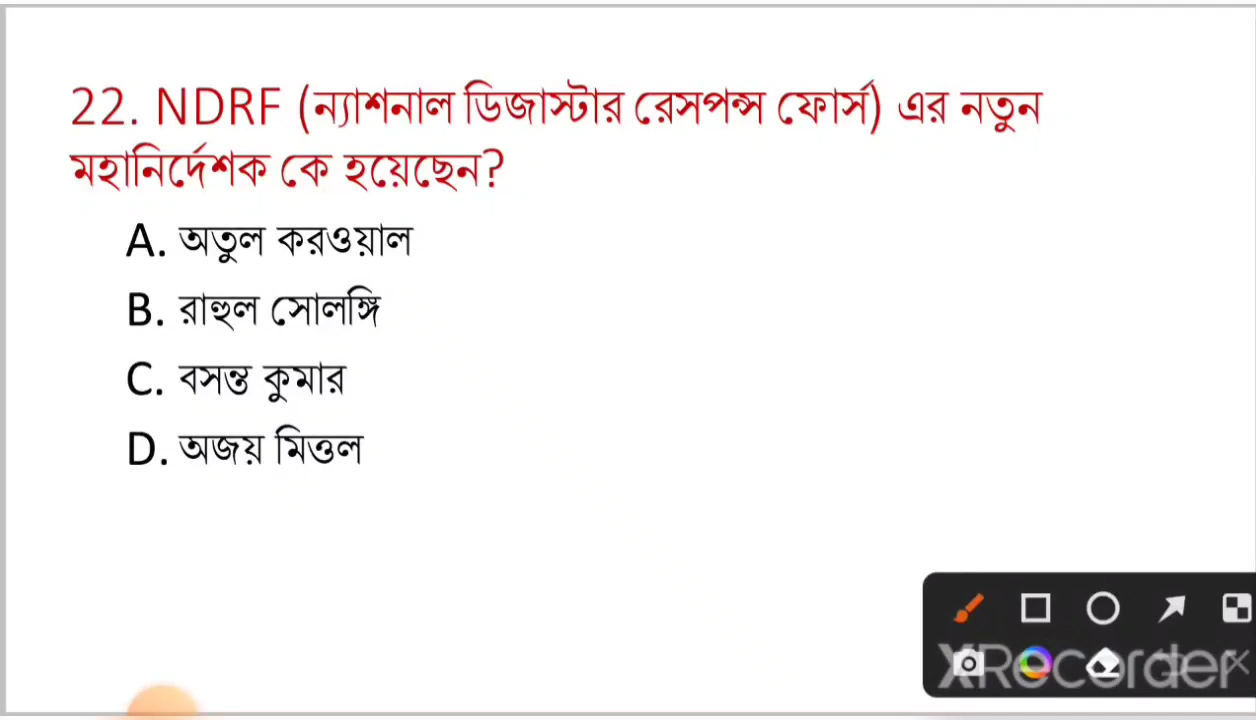 22. NDRF (ন্যাশনাল ডিজাস্টার রেসপন্স ফোর্স) এর নতুন
মহানির্দেশক কে হয়েছেন?
A. অতুল করওয়াল
B. রাহুল সোলঙ্গি
C. বসন্ত কুমার
D. অজয় মিত্তল
XRecorder